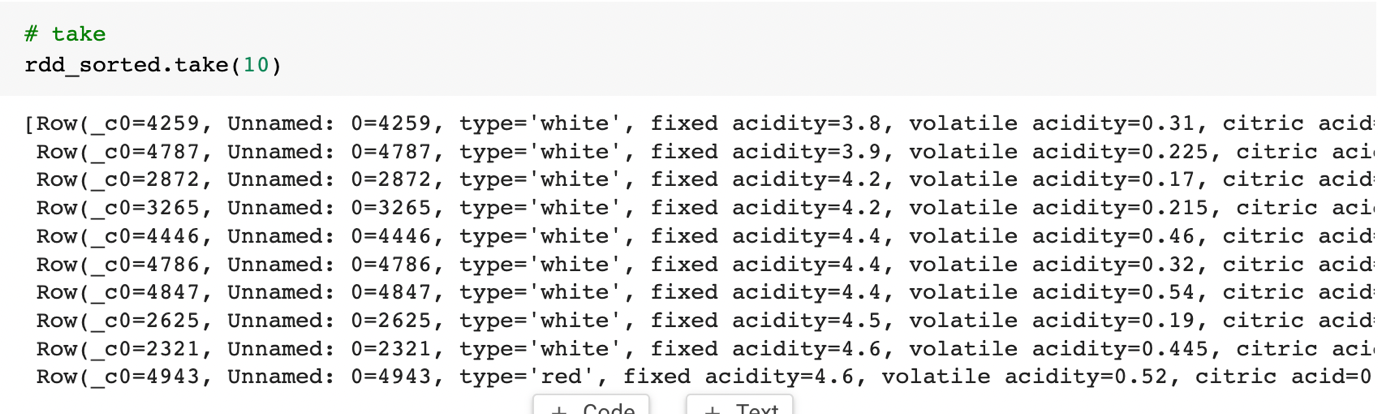 # take
rdd_sorted.take(10)
[Row(_c0=4259, Unnamed: 0=4259, type='white', fixed acidity=3.8, volatile acidity=0.31, citric acid=
Row(_c0=4787, Unnamed: 0=4787, type='white', fixed acidity=3.9, volatile acidity=0.225, citric aci
Row(_c0=2872, Unnamed: 0=2872, type='white', fixed acidity=4.2, volatile acidity=0.17, citric acid=
Row(_c0=3265, Unnamed: 0=3265, type='white', fixed acidity=4.2, volatile acidity=0.215, citric aci
Row(_c0=4446, Unnamed: 0=4446, type='white', fixed acidity=4.4, volatile acidity=0.46, citric acid=
Row(_c0=4786, Unnamed: 0=4786, type='white', fixed acidity=4.4, volatile acidity=0.32, citric acid=
Row(_c0=4847, Unnamed: 0=4847, type='white', fixed acidity=4.4, volatile acidity=0.54, citric acid=
Row(_c0=2625, Unnamed: 0=2625, type='white', fixed acidity=4.5, volatile acidity=0.19, citric acid=
Row(_c0=2321, Unnamed: 0=2321, type='white', fixed acidity=4.6, volatile acidity=0.445, citric aci
Row(_c0=4943, Unnamed: 0=4943, type='red', fixed acidity=4.6, volatile acidity=0.52, citric acid=0
+ Code + Text